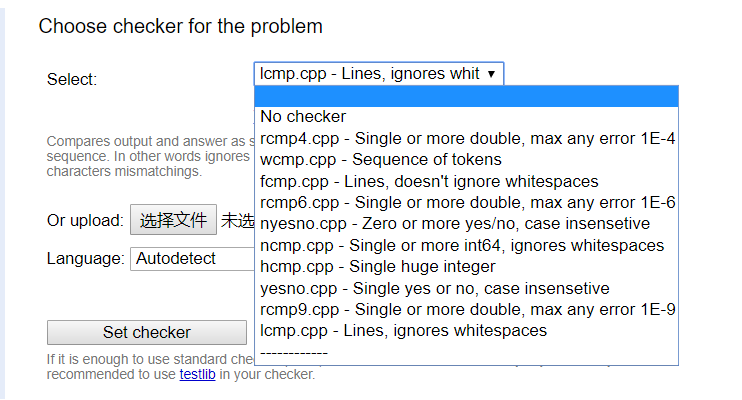 Choose checker for the problem
Select:
lcmp.cpp - Lines, ignores whit ▼
No checker
Compares output and answer as s
rcmp4.cpp - Single or more double, max any error 1E-4
sequence. In other words ignores
wcmp.cpp - Sequence of tokens
characters mismatchings.
fcmp.cpp - Lines, doesn't ignore whitespaces
rcmp6.cpp - Single or more double, max any error 1E-6
Or upload: 选择文件 未选
nyesno.cpp - Zero or more yes/no, case insensetive
ncmp.cpp - Single or more int64, ignores whitespaces
Language: Autodetect
hcmp.cpp - Single huge integer
yesno.cpp - Single yes or no, case insensetive
rcmp9.cpp - Single or more double, max any error 1E-9
Set checker
lcmp.cpp - Lines, ignores whitespaces
------------
If it is enough to use standard che
recommended to use testlib in your checker.